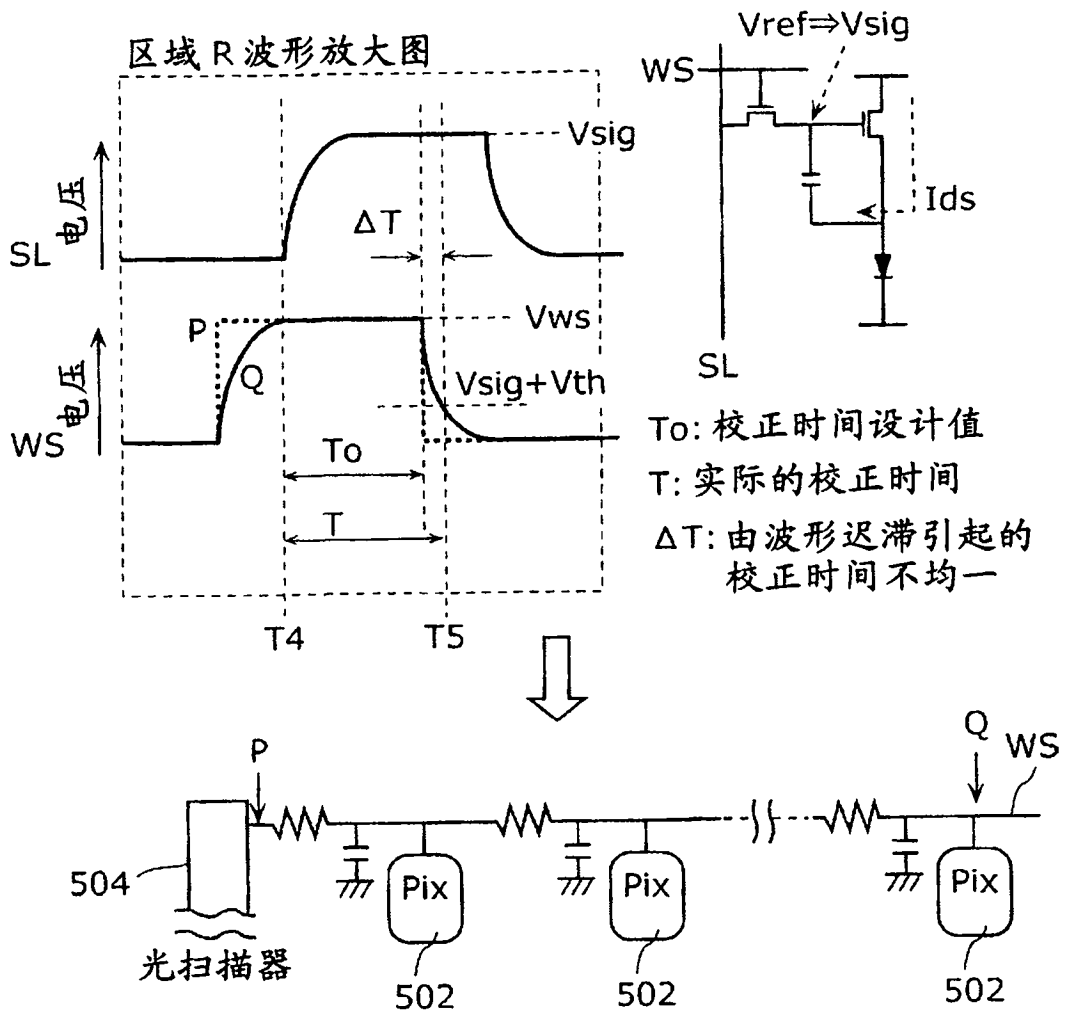 区域 R 波形放大图
Vref⇒Vsig
WS
Vsig
电压
SL
ΔT
Ids
P
Q
Vws
Vsig+Vth
电压
WS
SL
To
T
To: 校正时间设计值
T: 实际的校正时间
ΔT: 由波形迟滞引起的
校正时间不均一
T4
T5
P
Q
WS
504
Pix
Pix
Pix
光扫描器
502
502
502